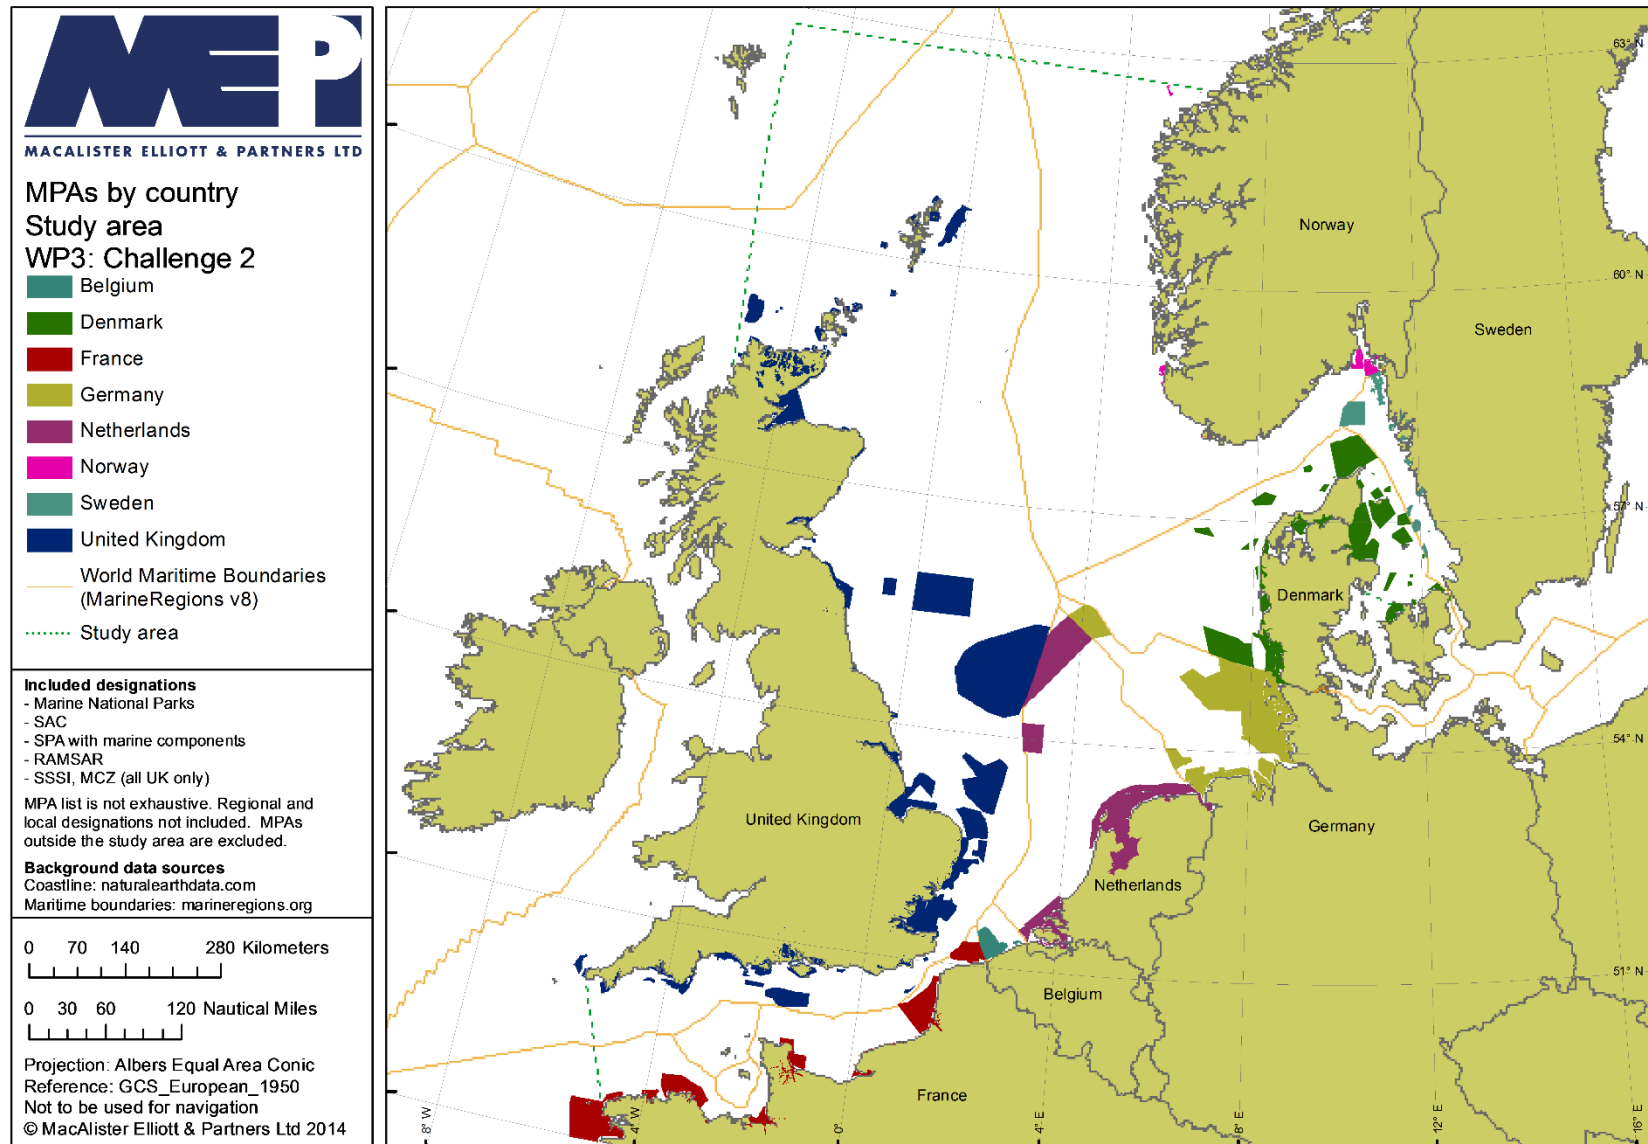 MEP
MACALISTER ELLIOTT & PARTNERS LTD
MPAs by country
Study area
WP3: Challenge 2
Belgium
Denmark
France
Germany
Netherlands
Norway
Sweden
United Kingdom
World Maritime Boundaries
(MarineRegions v8)
Study area
Included designations
- Marine National Parks
- SAC
- SPA with marine components
- RAMSAR
- SSSI, MCZ (all UK only)
MPA list is not exhaustive. Regional and
local designations not included. MPAs
outside the study area are excluded.
Background data sources
Coastline: naturalearthdata.com
Maritime boundaries: marineregions.org
0 70 140 280 Kilometers
0 30 60 120 Nautical Miles
Projection: Albers Equal Area Conic
Reference: GCS_European_1950
Not to be used for navigation
© MacAlister Elliott & Partners Ltd 2014
63° N
Norway
60° N
Sweden
57° N
Denmark
54° N
United Kingdom
Germany
Netherlands
51° N
Belgium
France
8° W
4° W
0°
4° E
8° E
12° E
16° E